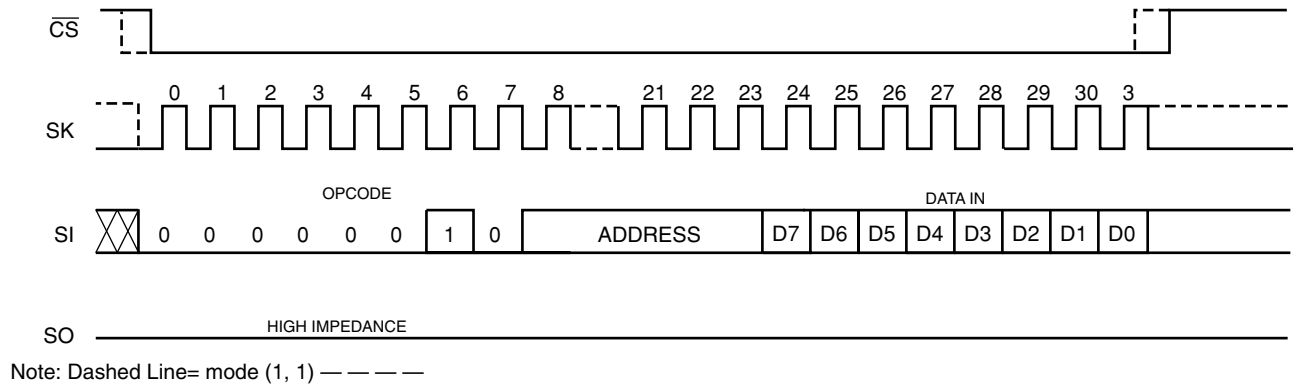 CS
0 1 2 3 4 5 6 7 8 21 22 23 24 25 26 27 28 29 30 3
SK
OPCODE DATA IN
SI 0 0 0 0 0 0 1 0 ADDRESS D7 D6 D5 D4 D3 D2 D1 D0
HIGH IMPEDANCE
SO
Note: Dashed Line= mode (1, 1) — — — —